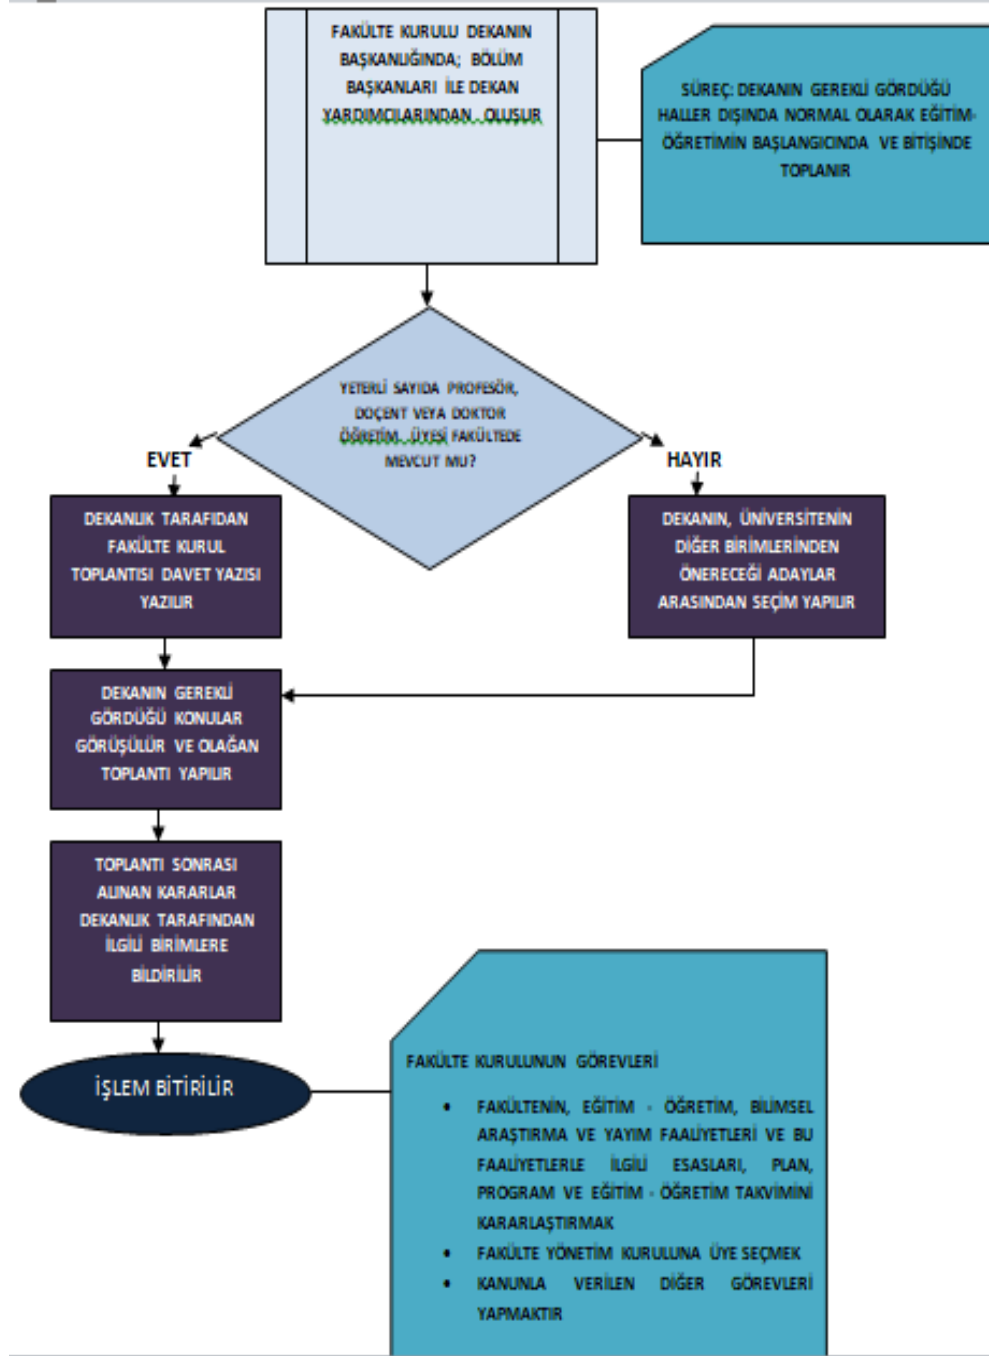 FAKÜLTE KURULU DEKANIN
BAŞKANLIĞINDA; BÖLÜM
BAŞKANLARI İLE DEKAN
YARDIMCILARINDAN OLUŞUR
SÜREÇ: DEKANIN GEREKLİ GÖRDÜĞÜ
HALLER DIŞINDA NORMAL OLARAK EĞİTİM-
ÖĞRETİMİN BAŞLANGICINDA VE BİTİŞİNDE
TOPLANIR
YETERLİ SAYIDA PROFESÖR,
DOÇENT VEYA DOKTOR
ÖĞRETİM ÜYESİ FAKÜLTEDE
MEVCUT MU?
EVET
HAYIR
DEKANLIK TARAFIDAN
FAKÜLTE KURUL
TOPLANTISI DAVET YAZISI
YAZILIR
DEKANIN, ÜNİVERSİTENİN
DİĞER BİRİMLERİNDEN
ÖNERECEĞİ ADAYLAR
ARASINDAN SEÇİM YAPILIR
DEKANIN GEREKLİ
GÖRDÜĞÜ KONULAR
GÖRÜŞÜLÜR VE OLAĞAN
TOPLANTI YAPILIR
TOPLANTI SONRASI
ALINAN KARARLAR
DEKANLIK TARAFINDAN
İLGİLİ BİRİMLERE
BİLDİRİLİR
İŞLEM BİTİRİLİR
FAKÜLTE KURULUNUN GÖREVLERİ
• FAKÜLTENİN, EĞİTİM - ÖĞRETİM, BİLİMSEL
ARAŞTIRMA VE YAYIM FAALİYETLERİ VE BU
FAALİYETLERLE İLGİLİ ESASLARI, PLAN,
PROGRAM VE EĞİTİM - ÖĞRETİM TAKVİMİNİ
KARARLAŞTIRMAK
• FAKÜLTE YÖNETİM KURULUNA ÜYE SEÇMEK
• KANUNLA VERİLEN DİĞER GÖREVLERİ
YAPMAKTIR